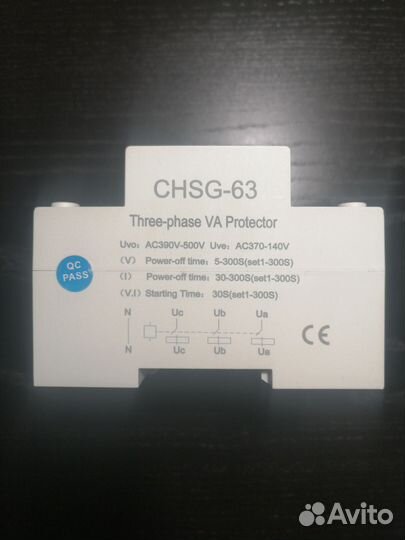 CHSG-63
Three-phase VA Protector
Uvo: AC390V-500V Uve: AC370-140V
(V) Power-off time: 5-300S(set1-300S)
(I) Power-off time: 30-300S(set1-300S)
(V.I) Starting Time: 30S(set1-300S)
QC
PASS
N Uc Ub Ua
N Uc Ub Ua
CE
Avito